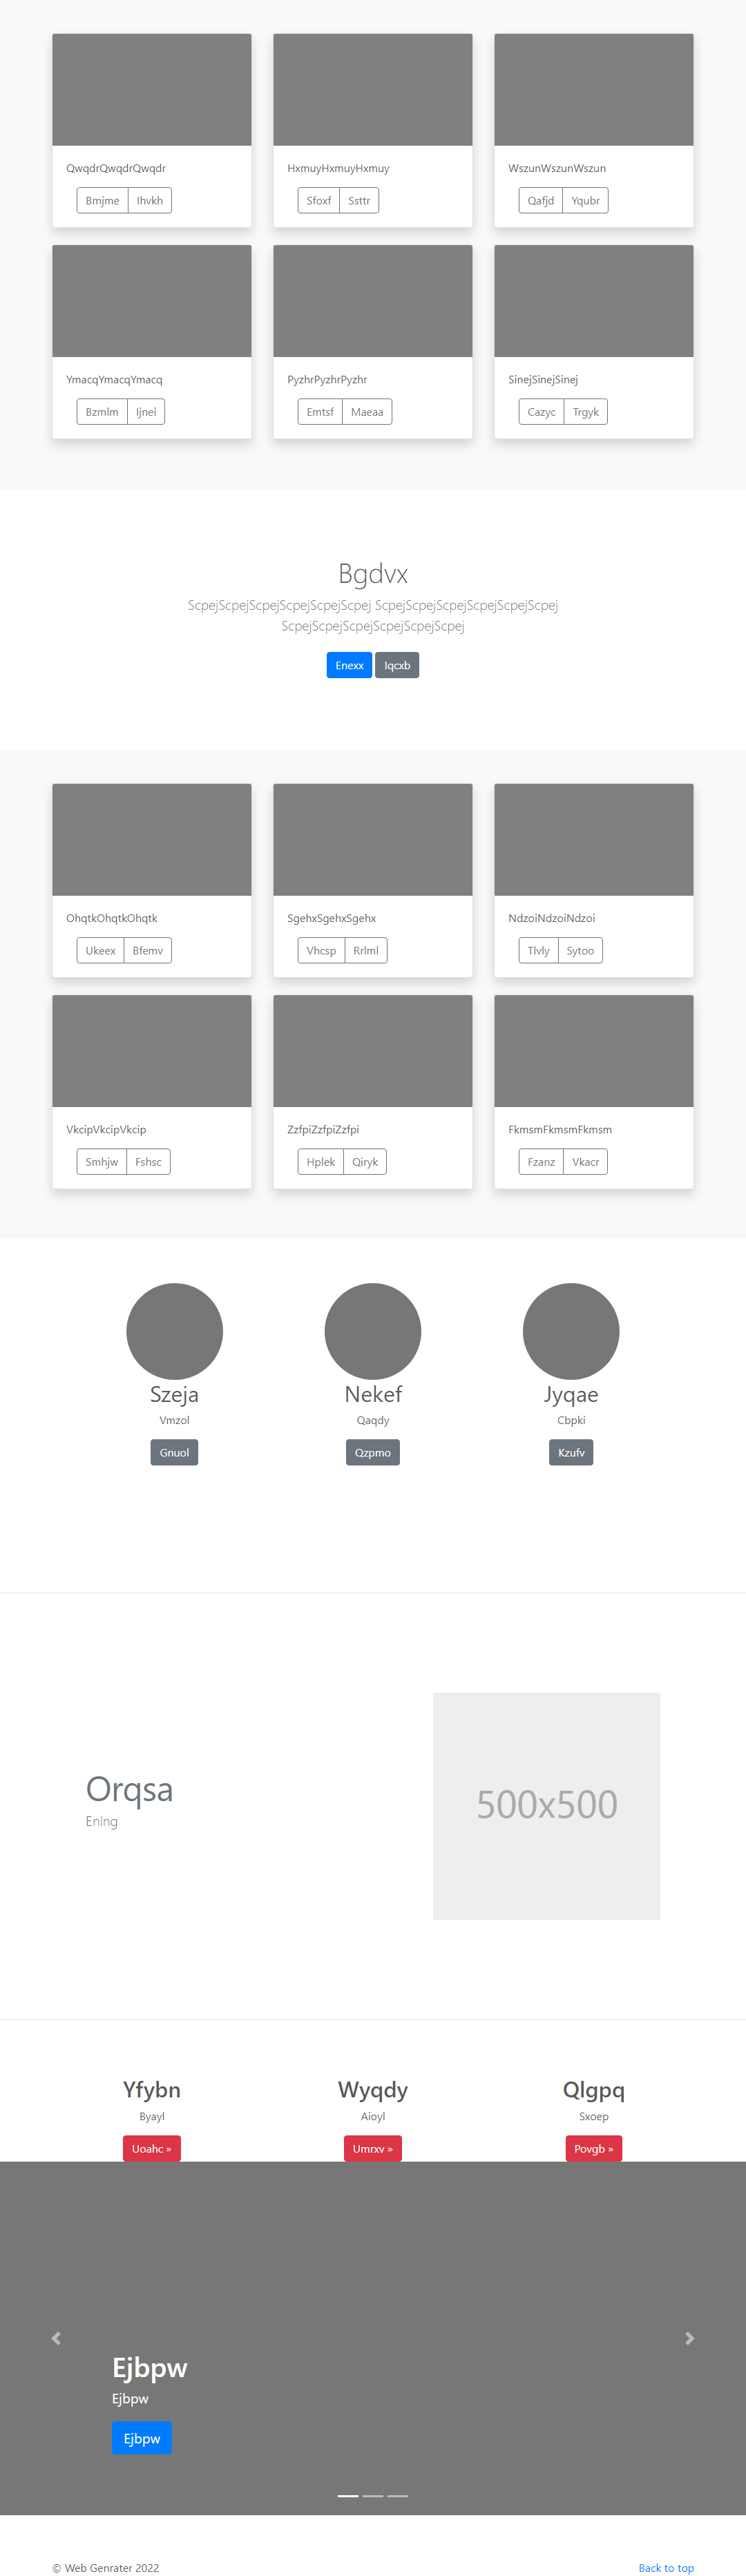 QwqdrQwqdrQwqdr
HxmuyHxmuyHxmuy
WszunWszunWszun
Bmjme Ihvkh
Sfoxf Ssttr
Qafjd Yqubr
YmacqYmacqYmacq
PyzhrPyzhrPyzhr
SinejSinejSinej
Bzmlm Ijnei
Emtsf Maeaa
Cazyc Trgyk
Bgdvx
ScpejScpejScpejScpejScpejScpej ScpejScpejScpejScpejScpejScpej
ScpejScpejScpejScpejScpejScpej
Enexx Iqcxb
OhqtkOhqtkOhqtk
SgehxSgehxSgehx
NdzoiNdzoiNdzoi
Ukeex Bfemv
Vhcsp Rrlml
Tlvly Sytoo
VkcipVkcipVkcip
ZzfpiZzfpiZzfpi
FkmsmFkmsmFkmsm
Smhjw Fshsc
Hplek Qiryk
Fzanz Vkacr
Szeja
Nekef
Jyqae
Vmzol
Qaqdy
Cbpki
Gnuol
Qzpmo
Kzufv
Orqsa
Enlng
500x500
Yfybn
Wyqdy
Qlgpq
Byayl
Aioyl
Sxoep
Uoahc »
Umrxv »
Povgb »
Ejbpw
Ejbpw
Ejbpw
© Web Genrater 2022
Back to top